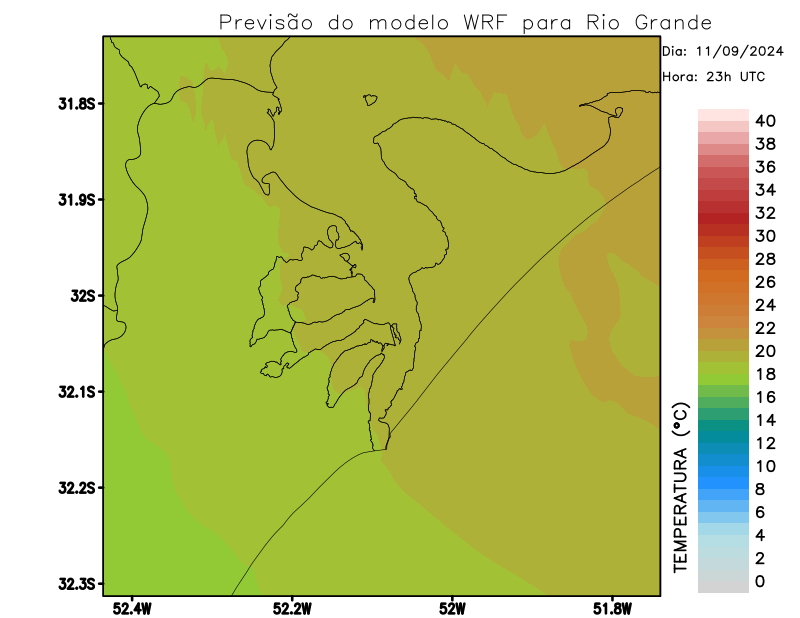 Previsão do modelo WRF para Rio Grande
Dia: 11/09/2024
Hora: 23h UTC
31.8S
31.9S
32S
32.1S
32.2S
32.3S
52.4W
52.2W
52W
51.8W
TEMPERATURA (ºC)
40
38
36
34
32
30
28
26
24
22
20
18
16
14
12
10
8
6
4
2
0